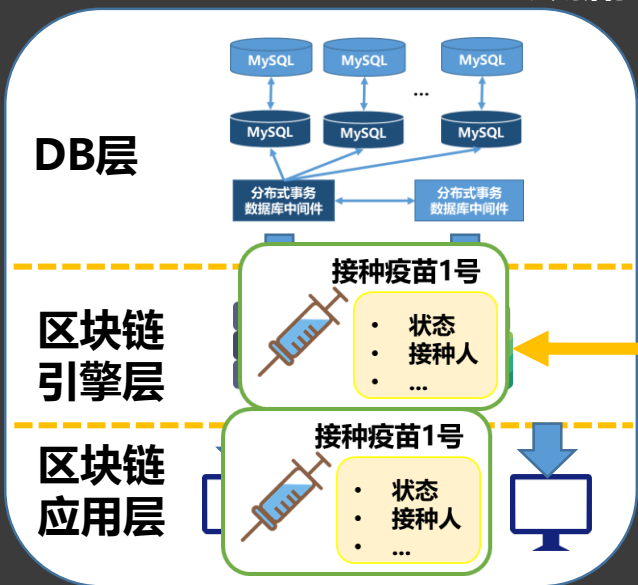 MySQL MySQL MySQL
...
MySQL MySQL MySQL
DB层
分布式事务
数据库中间件
分布式事务
数据库中间件
接种疫苗1号
• 状态
• 接种人
• ...
区块链
引擎层
接种疫苗1号
• 状态
• 接种人
• ...
区块链
应用层